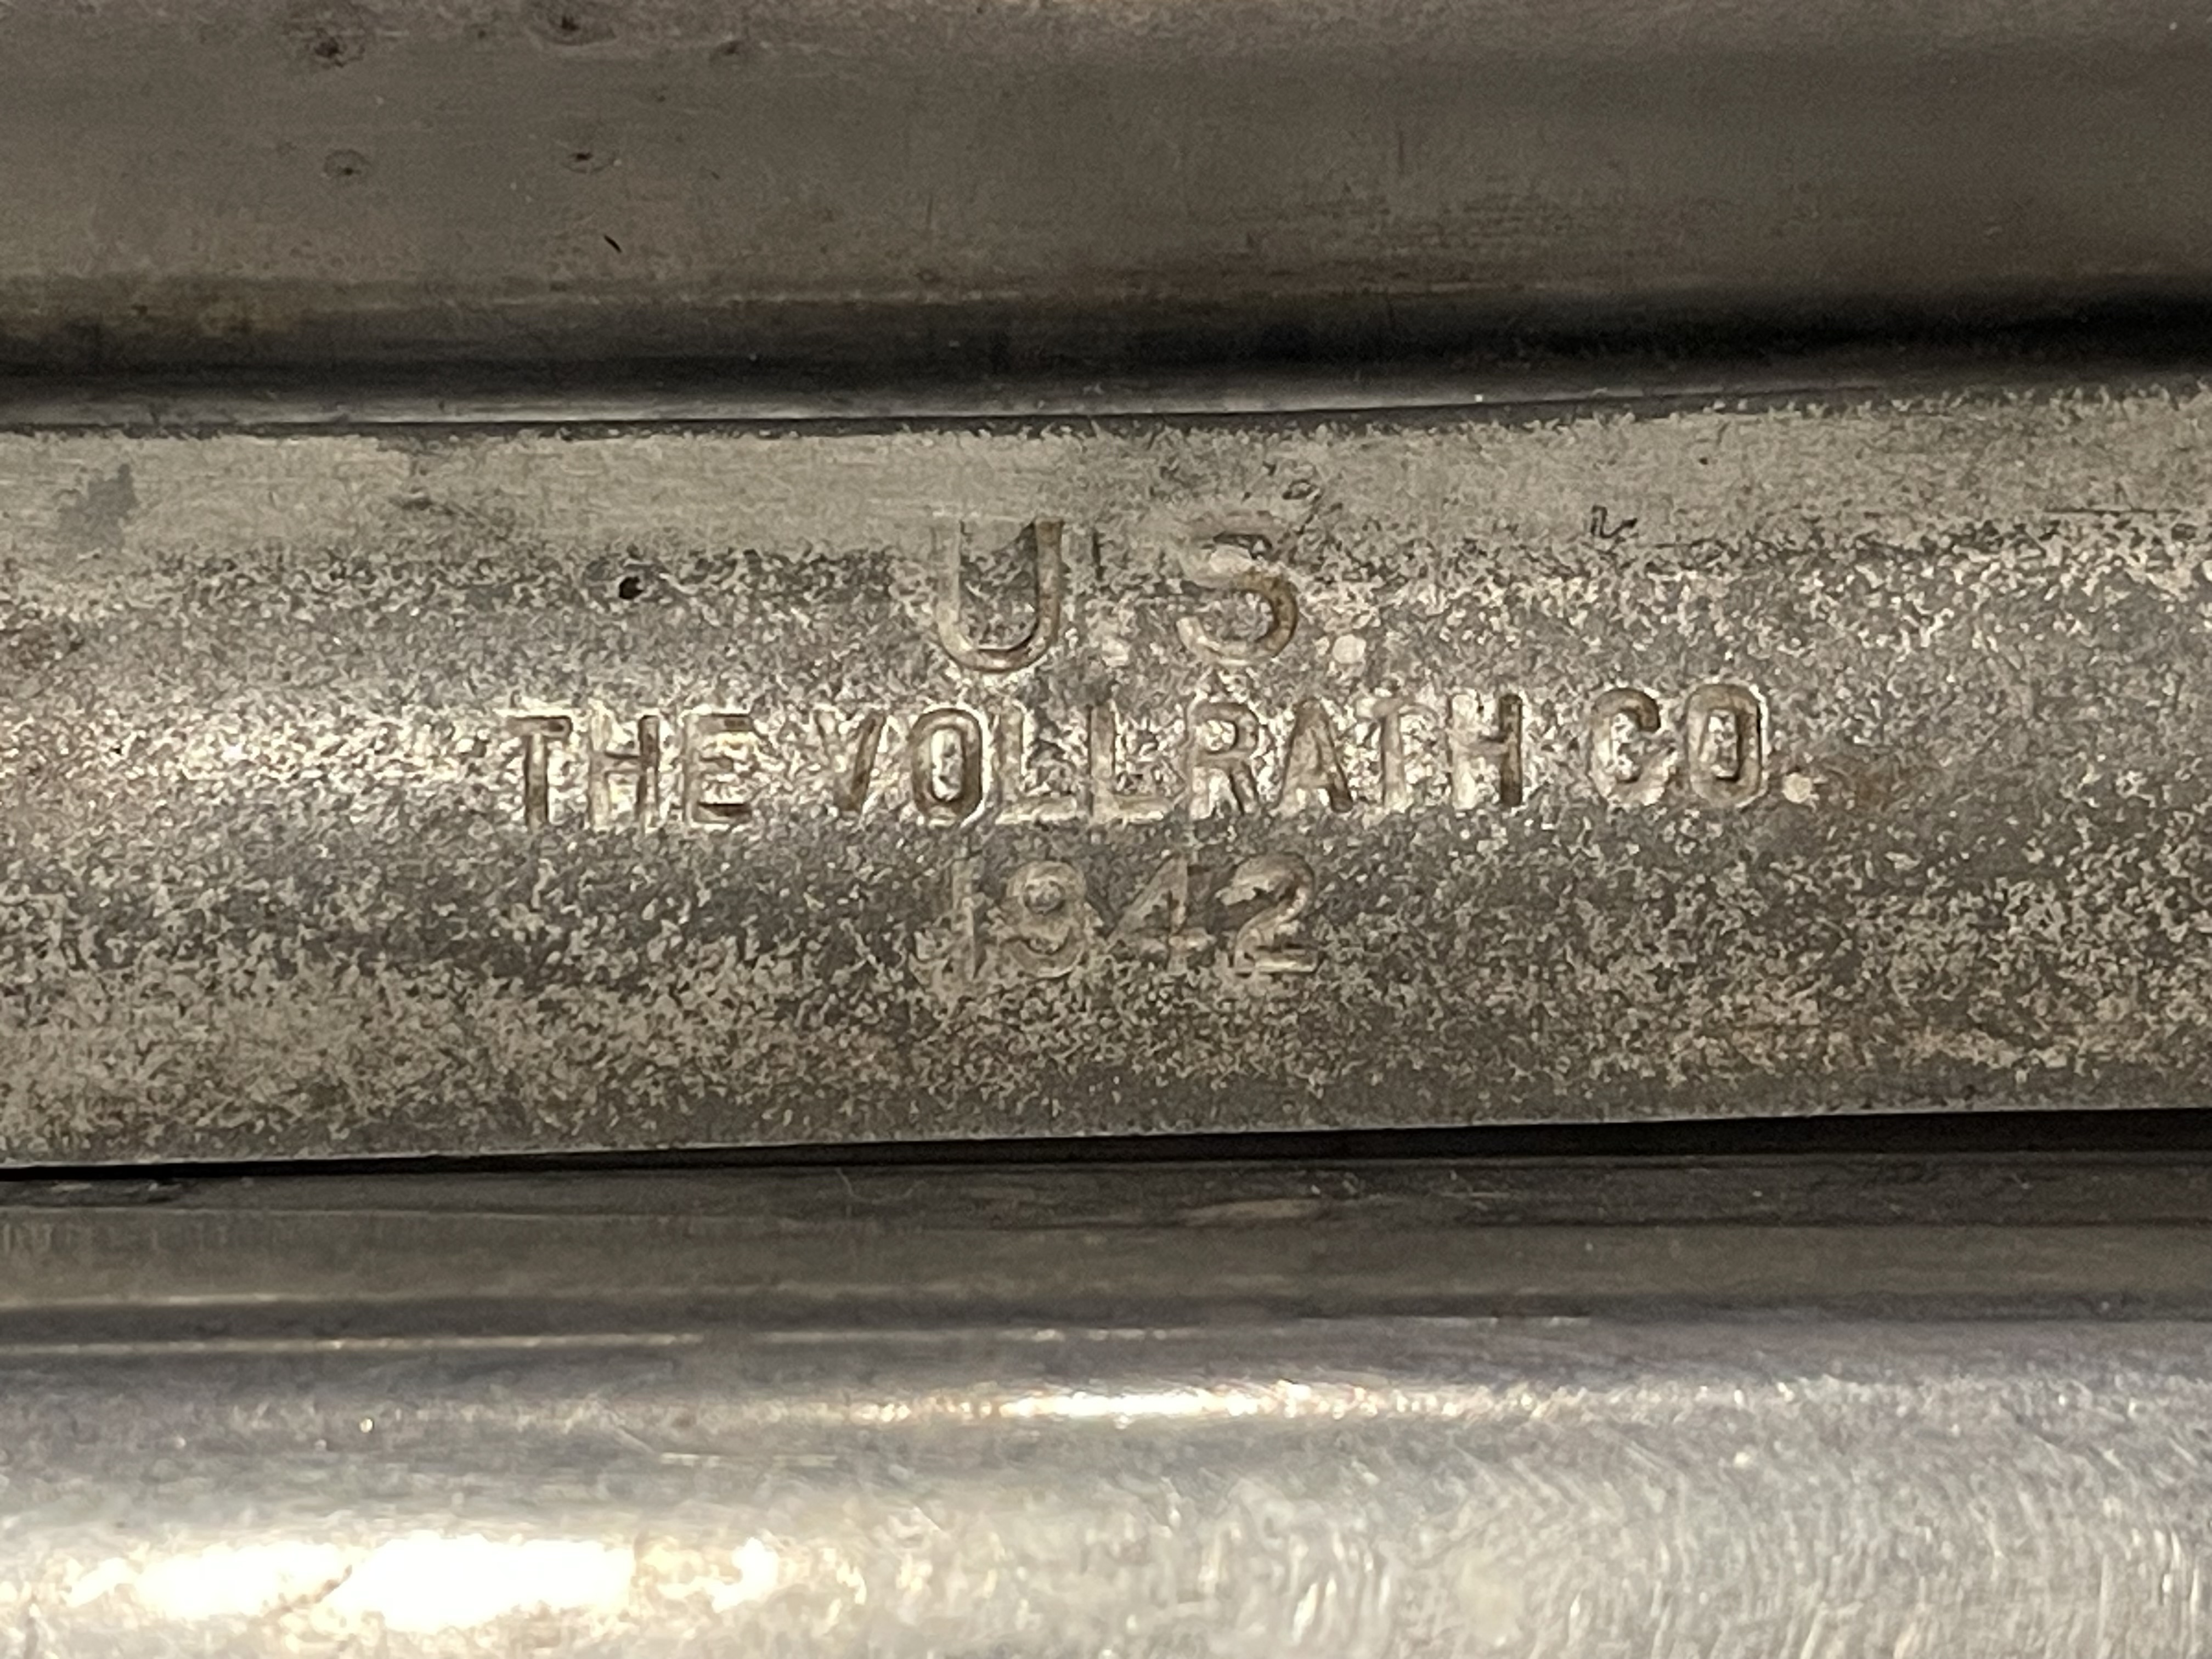 U.S.
THE VOLLRATH CO.
1942